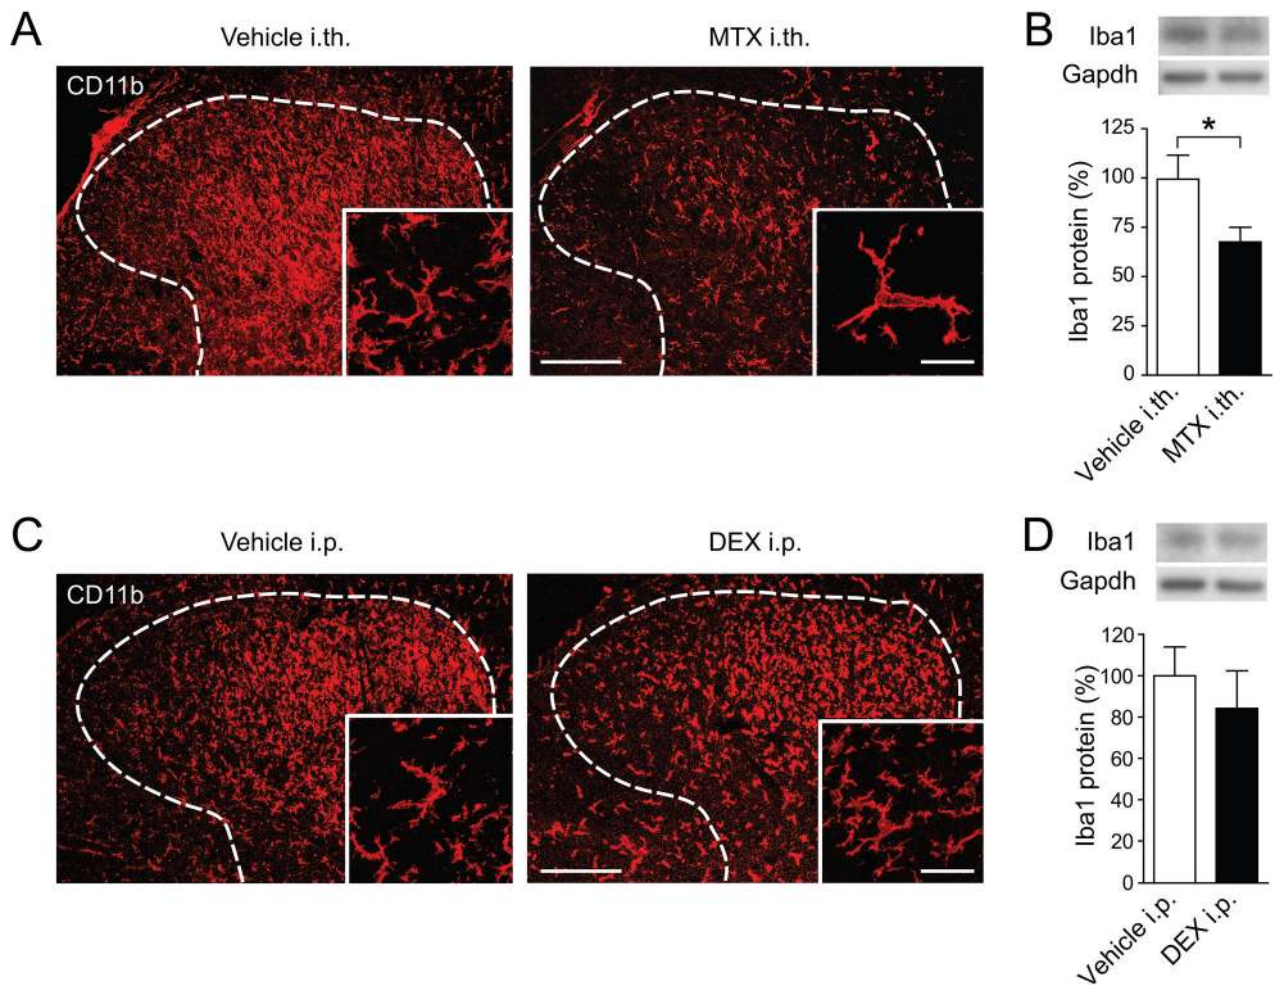 A
Vehicle i.th.
MTX i.th.
CD11b
B
Iba1
Gapdh
125
100
75
50
25
0
Iba1 protein (%)
*
Vehicle i.th.
MTX i.th.
C
Vehicle i.p.
DEX i.p.
CD11b
D
Iba1
Gapdh
120
100
80
60
40
20
0
Iba1 protein (%)
Vehicle i.p.
DEX i.p.